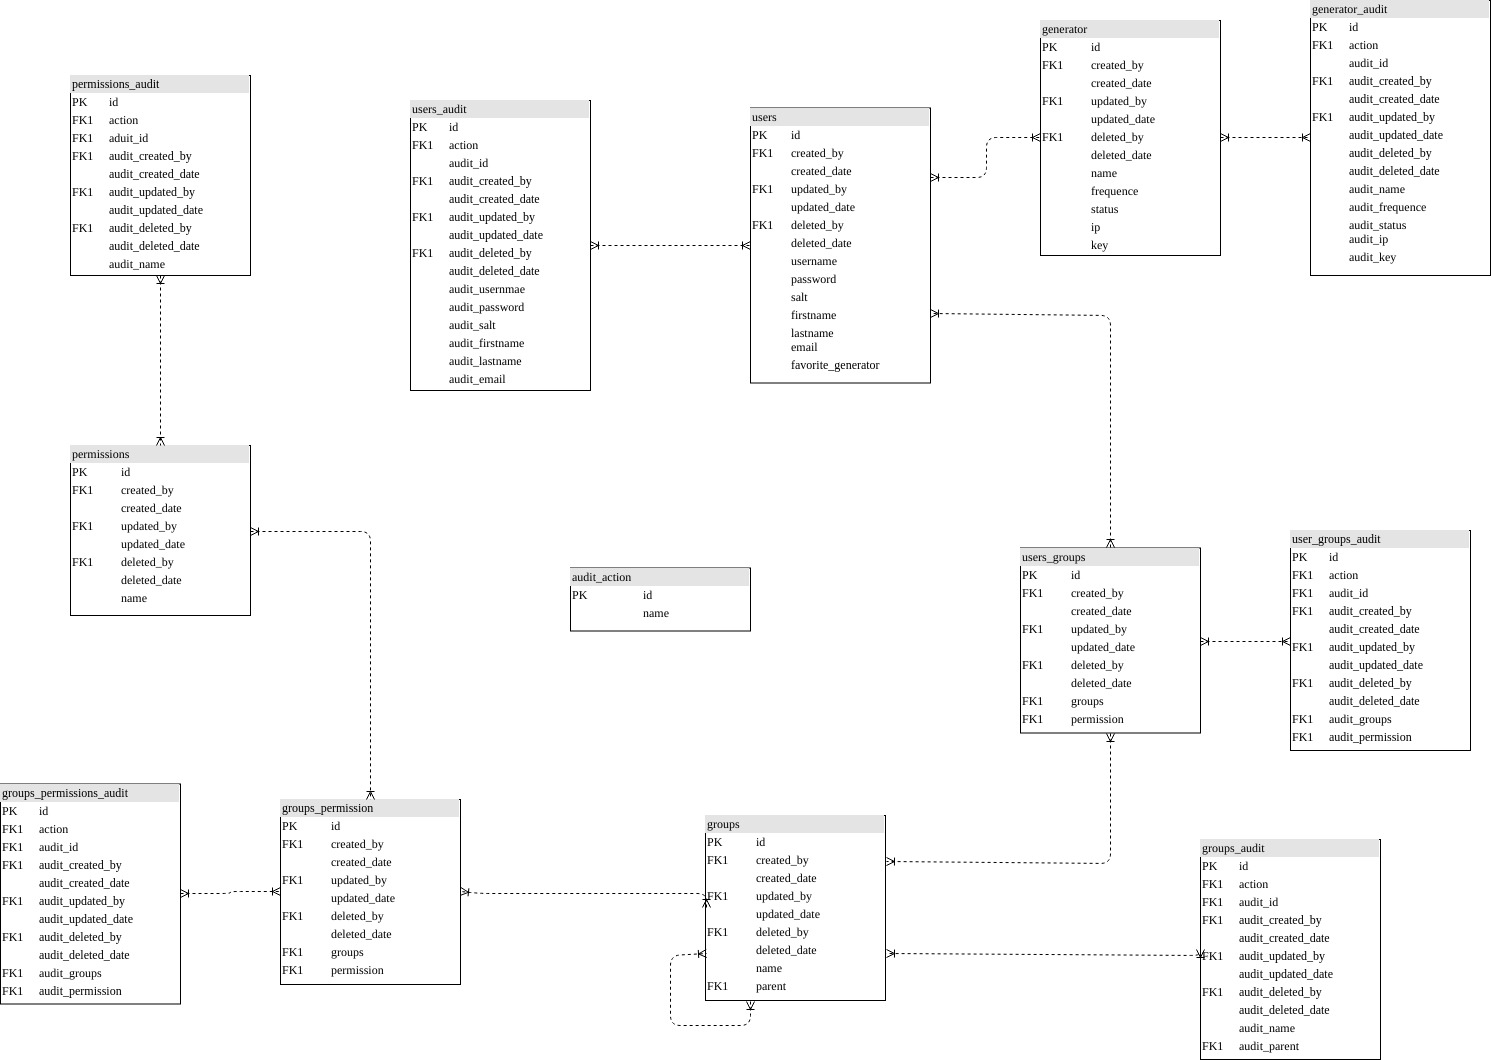 generator_audit
PK id
FK1 action
audit_id
FK1 audit_created_by
audit_created_date
FK1 audit_updated_by
audit_updated_date
audit_deleted_by
audit_deleted_date
audit_name
audit_frequence
audit_status
audit_ip
audit_key
generator
PK id
FK1 created_by
created_date
FK1 updated_by
updated_date
FK1 deleted_by
deleted_date
name
frequence
status
ip
key
permissions_audit
PK id
FK1 action
FK1 aduit_id
FK1 audit_created_by
audit_created_date
FK1 audit_updated_by
audit_updated_date
FK1 audit_deleted_by
audit_deleted_date
audit_name
users_audit
PK id
FK1 action
audit_id
FK1 audit_created_by
audit_created_date
FK1 audit_updated_by
audit_updated_date
FK1 audit_deleted_by
audit_deleted_date
audit_usernmae
audit_password
audit_salt
audit_firstname
audit_lastname
audit_email
users
PK id
FK1 created_by
created_date
FK1 updated_by
updated_date
FK1 deleted_by
deleted_date
username
password
salt
firstname
lastname
email
favorite_generator
permissions
PK id
FK1 created_by
created_date
FK1 updated_by
updated_date
FK1 deleted_by
deleted_date
name
audit_action
PK id
name
users_groups
PK id
FK1 created_by
created_date
FK1 updated_by
updated_date
FK1 deleted_by
deleted_date
FK1 groups
FK1 permission
user_groups_audit
PK id
FK1 action
FK1 audit_id
FK1 audit_created_by
audit_created_date
FK1 audit_updated_by
audit_updated_date
FK1 audit_deleted_by
audit_deleted_date
FK1 audit_groups
FK1 audit_permission
groups_permissions_audit
PK id
FK1 action
FK1 audit_id
FK1 audit_created_by
audit_created_date
FK1 audit_updated_by
audit_updated_date
FK1 audit_deleted_by
audit_deleted_date
FK1 audit_groups
FK1 audit_permission
groups_permission
PK id
FK1 created_by
created_date
FK1 updated_by
updated_date
FK1 deleted_by
deleted_date
FK1 groups
FK1 permission
groups
PK id
FK1 created_by
created_date
FK1 updated_by
updated_date
FK1 deleted_by
deleted_date
name
FK1 parent
groups_audit
PK id
FK1 action
FK1 audit_id
FK1 audit_created_by
audit_created_date
FK1 audit_updated_by
audit_updated_date
FK1 audit_deleted_by
audit_deleted_date
audit_name
FK1 audit_parent